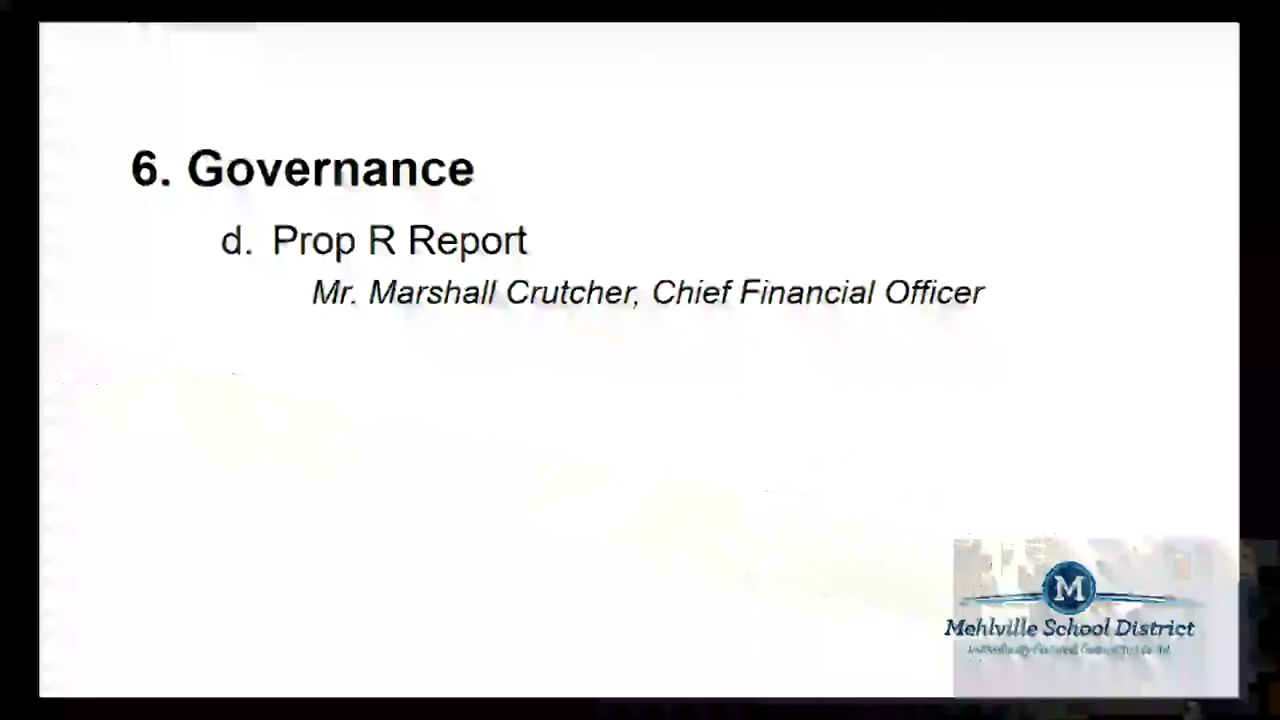 6. Governance
d. Prop R Report
Mr. Marshall Crutcher, Chief Financial Officer
M
Mehlville School District